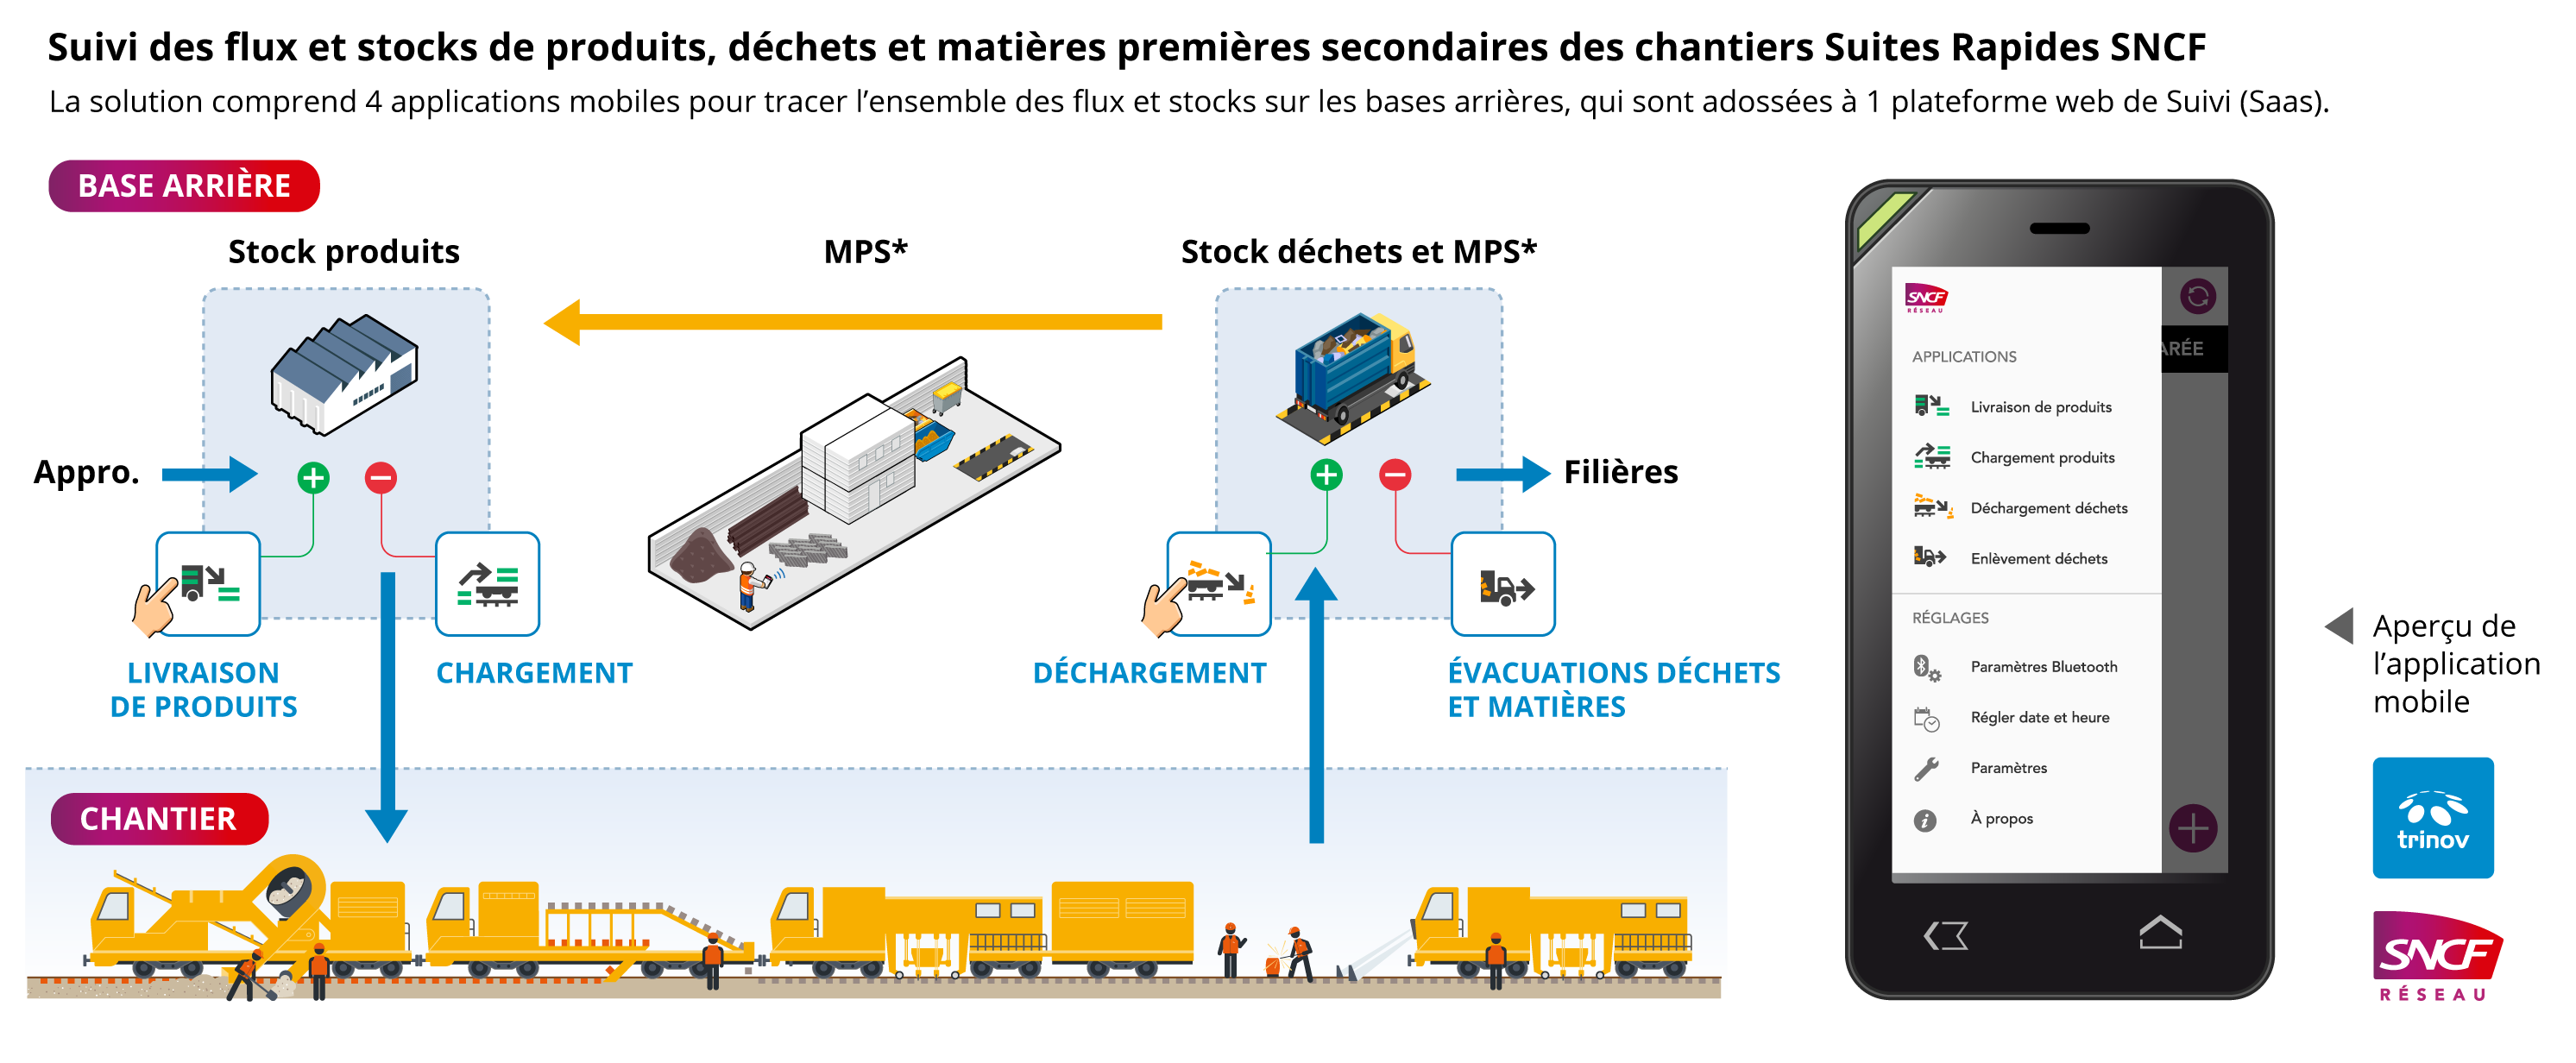 Suivi des flux et stocks de produits, déchets et matières premières secondaires des chantiers Suites Rapides SNCF
La solution comprend 4 applications mobiles pour tracer l’ensemble des flux et stocks sur les bases arrières, qui sont adossées à 1 plateforme web de Suivi (Saas).
BASE ARRIÈRE
Stock produits
MPS*
Stock déchets et MPS*
Appro.
Filières
LIVRAISON
DE PRODUITS
CHARGEMENT
DÉCHARGEMENT
ÉVACUATIONS DÉCHETS
ET MATIÈRES
CHANTIER
SNCF
RÉSEAU
ARÉE
APPLICATIONS
Livraison de produits
Chargement produits
Déchargement déchets
Enlèvement déchets
RÉGLAGES
Paramètres Bluetooth
Régler date et heure
Paramètres
À propos
Aperçu de
l’application
mobile
trinov
SNCF
RÉSEAU